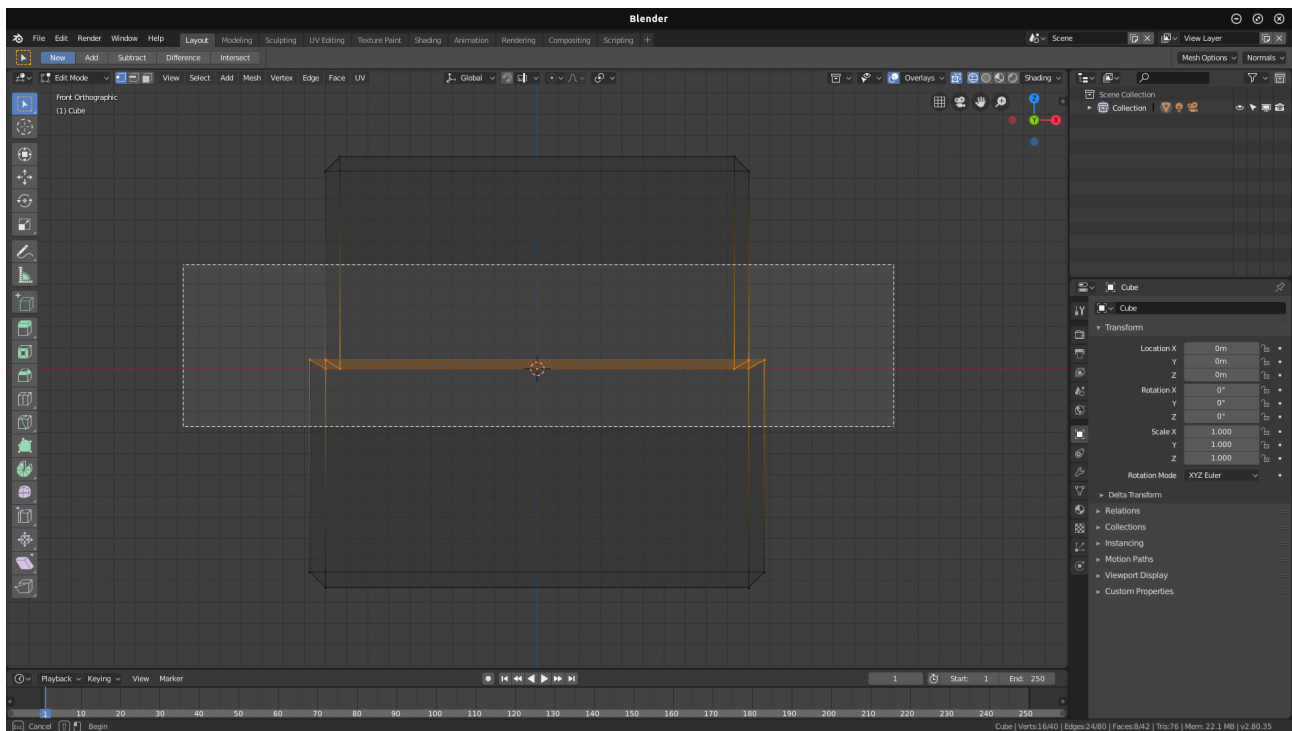 Blender
File Edit Render Window Help Layout Modeling Sculpting UV Editing Texture Paint Shading Animation Rendering Compositing Scripting + Scene View Layer
New Add Subtract Difference Intersect Mesh Options Normals
Edit Mode View Select Add Mesh Vertex Edge Face UV Global Overlays Shading
Front Orthographic
(1) Cube
Z
Y
X
Scene Collection
Collection
Cube
Cube
Transform
Location X 0m
Y 0m
Z 0m
Rotation X 0°
Y 0°
Z 0°
Scale X 1.000
Y 1.000
Z 1.000
Rotation Mode XYZ Euler
Delta Transform
Relations
Collections
Instancing
Motion Paths
Viewport Display
Custom Properties
Playback Keying View Marker 1 Start: 1 End: 250
1 10 20 30 40 50 60 70 80 90 100 110 120 130 140 150 160 170 180 190 200 210 220 230 240 250
Esc Cancel Begin Cube | Verts:16/40 | Edges:24/80 | Faces:8/42 | Tris:76 | Mem: 22.1 MB | v2.80.35